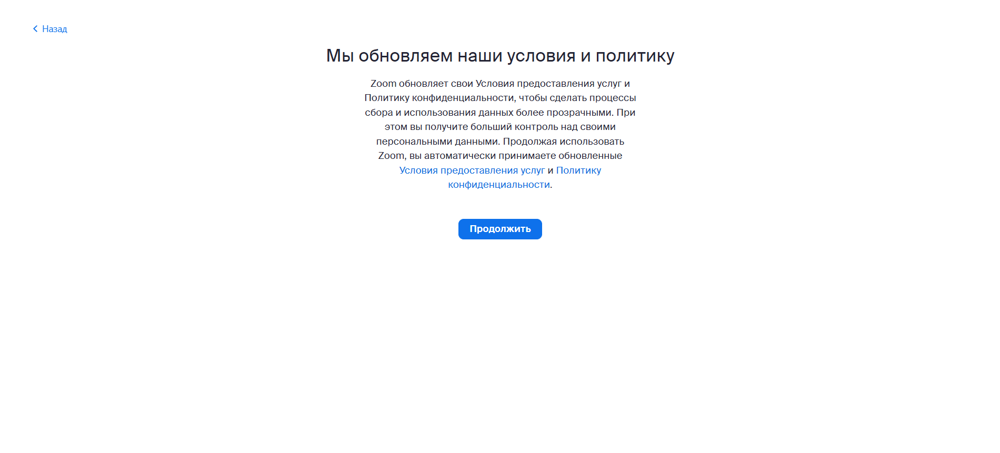 Назад
Мы обновляем наши условия и политику
Zoom обновляет свои Условия предоставления услуг и
Политику конфиденциальности, чтобы сделать процессы
сбора и использования данных более прозрачными. При
этом вы получите больший контроль над своими
персональными данными. Продолжая использовать
Zoom, вы автоматически принимаете обновленные
Условия предоставления услуг и Политику
конфиденциальности.
Продолжить